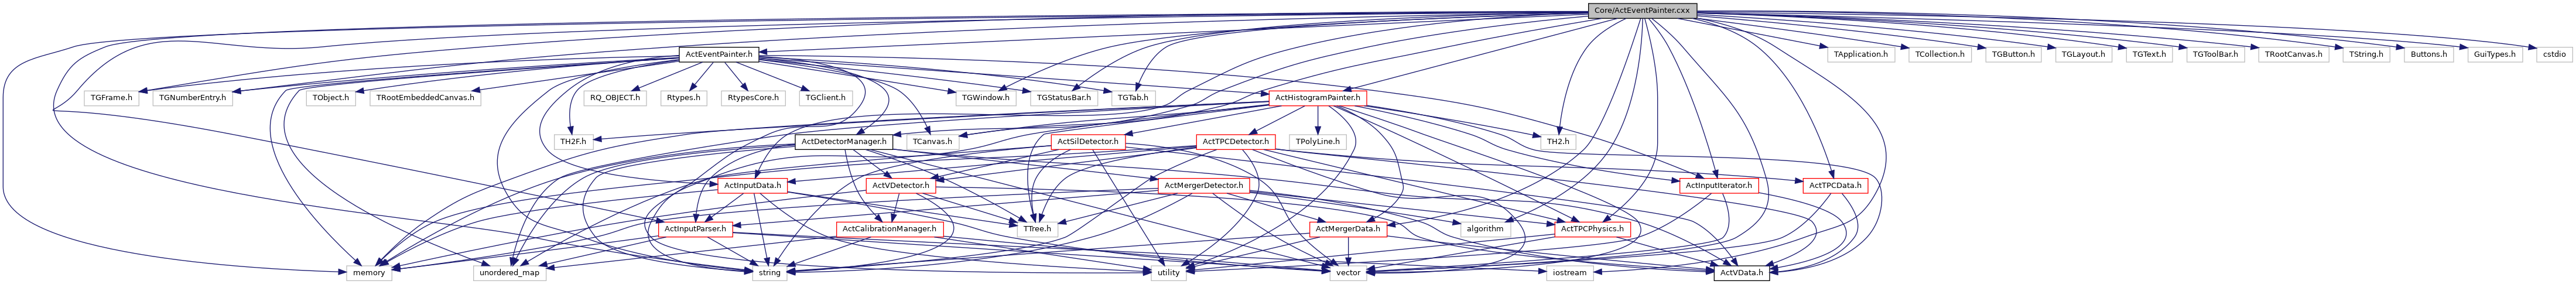 Core/ActEventPainter.cxx
ActEventPainter.h
TApplication.h
TCollection.h
TGButton.h
TGLayout.h
TGText.h
TGToolBar.h
TRootCanvas.h
TString.h
Buttons.h
GuiTypes.h
cstdio
TGFrame.h
TGNumberEntry.h
TObject.h
TRootEmbeddedCanvas.h
RQ_OBJECT.h
Rtypes.h
RtypesCore.h
TGClient.h
TGWindow.h
TGStatusBar.h
TGTab.h
ActHistogramPainter.h
TH2F.h
ActDetectorManager.h
TCanvas.h
ActSilDetector.h
ActTPCDetector.h
TPolyLine.h
TH2.h
ActInputData.h
ActVDetector.h
ActMergerDetector.h
ActInputIterator.h
ActTPCData.h
ActInputParser.h
ActCalibrationManager.h
TTree.h
ActMergerData.h
algorithm
ActTPCPhysics.h
memory
unordered_map
string
utility
vector
iostream
ActVData.h